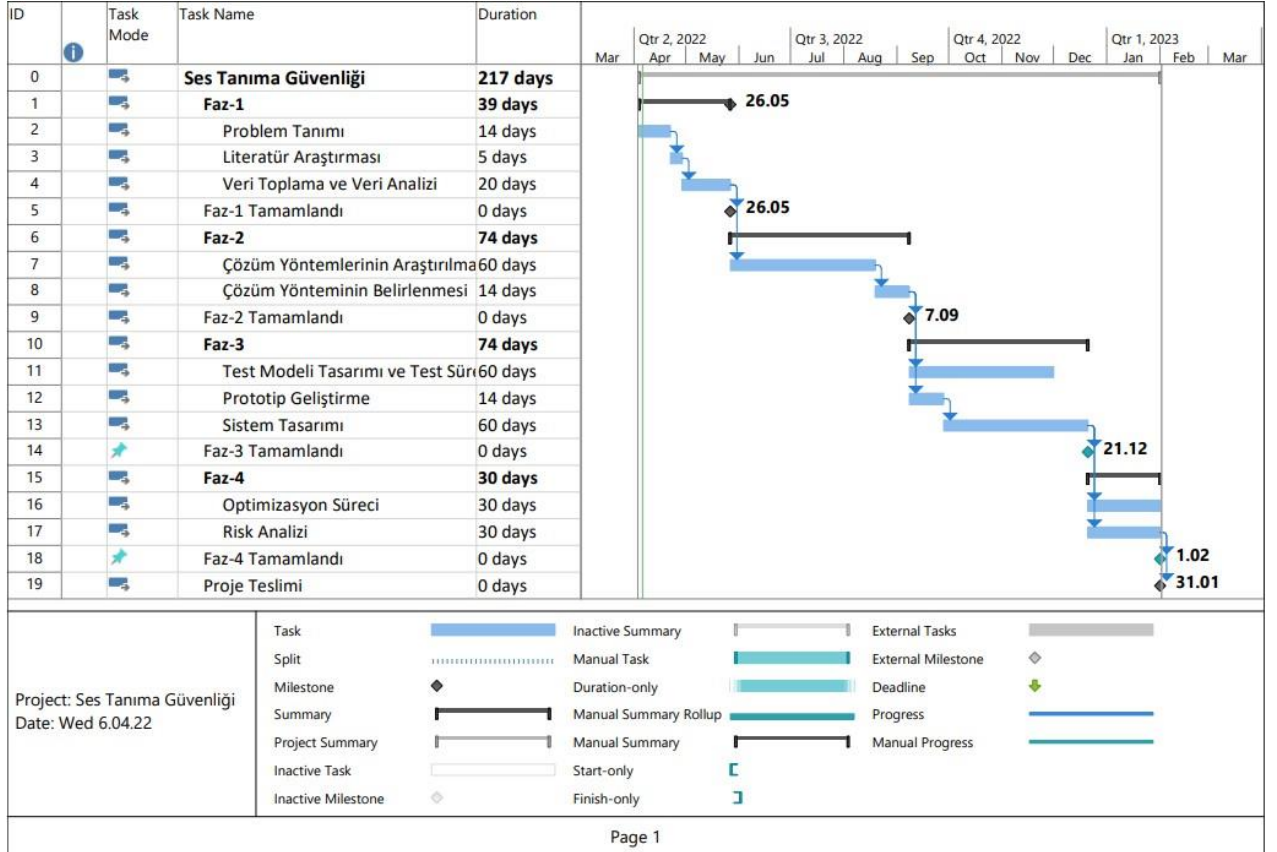 ID Task Mode Task Name Duration
Qtr 2, 2022 Qtr 3, 2022 Qtr 4, 2022 Qtr 1, 2023
Mar Apr May Jun Jul Aug Sep Oct Nov Dec Jan Feb Mar
0 Ses Tanıma Güvenliği 217 days
1 Faz-1 39 days 26.05
2 Problem Tanımı 14 days
3 Literatür Araştırması 5 days
4 Veri Toplama ve Veri Analizi 20 days
5 Faz-1 Tamamlandı 0 days 26.05
6 Faz-2 74 days
7 Çözüm Yöntemlerinin Araştırılma 60 days
8 Çözüm Yönteminin Belirlenmesi 14 days
9 Faz-2 Tamamlandı 0 days 7.09
10 Faz-3 74 days
11 Test Modeli Tasarımı ve Test Süre 60 days
12 Prototip Geliştirme 14 days
13 Sistem Tasarımı 60 days
14 Faz-3 Tamamlandı 0 days 21.12
15 Faz-4 30 days
16 Optimizasyon Süreci 30 days
17 Risk Analizi 30 days
18 Faz-4 Tamamlandı 0 days 1.02
19 Proje Teslimi 0 days 31.01
Project: Ses Tanıma Güvenliği
Date: Wed 6.04.22
Task
Split
Milestone
Summary
Project Summary
Inactive Task
Inactive Milestone
Inactive Summary
Manual Task
Duration-only
Manual Summary Rollup
Manual Summary
Start-only
Finish-only
External Tasks
External Milestone
Deadline
Progress
Manual Progress
Page 1